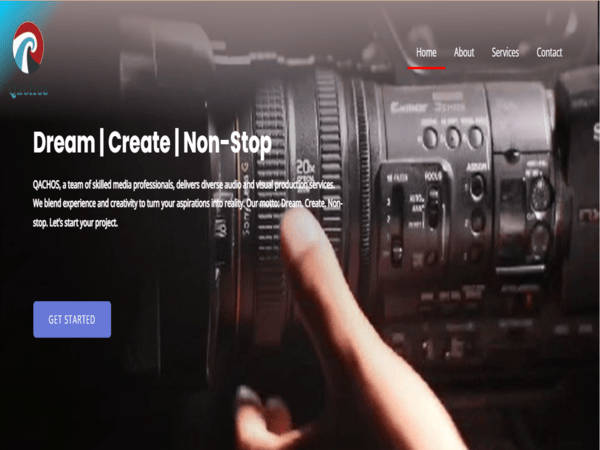 Home About Services Contact
Dream | Create | Non-Stop
QACHOS, a team of skilled media professionals, delivers diverse audio and visual production services.
We blend experience and creativity to turn your aspirations into reality. Our motto: Dream, Create, Non-
stop. Let's start your project.
GET STARTED
20x
FOCUS